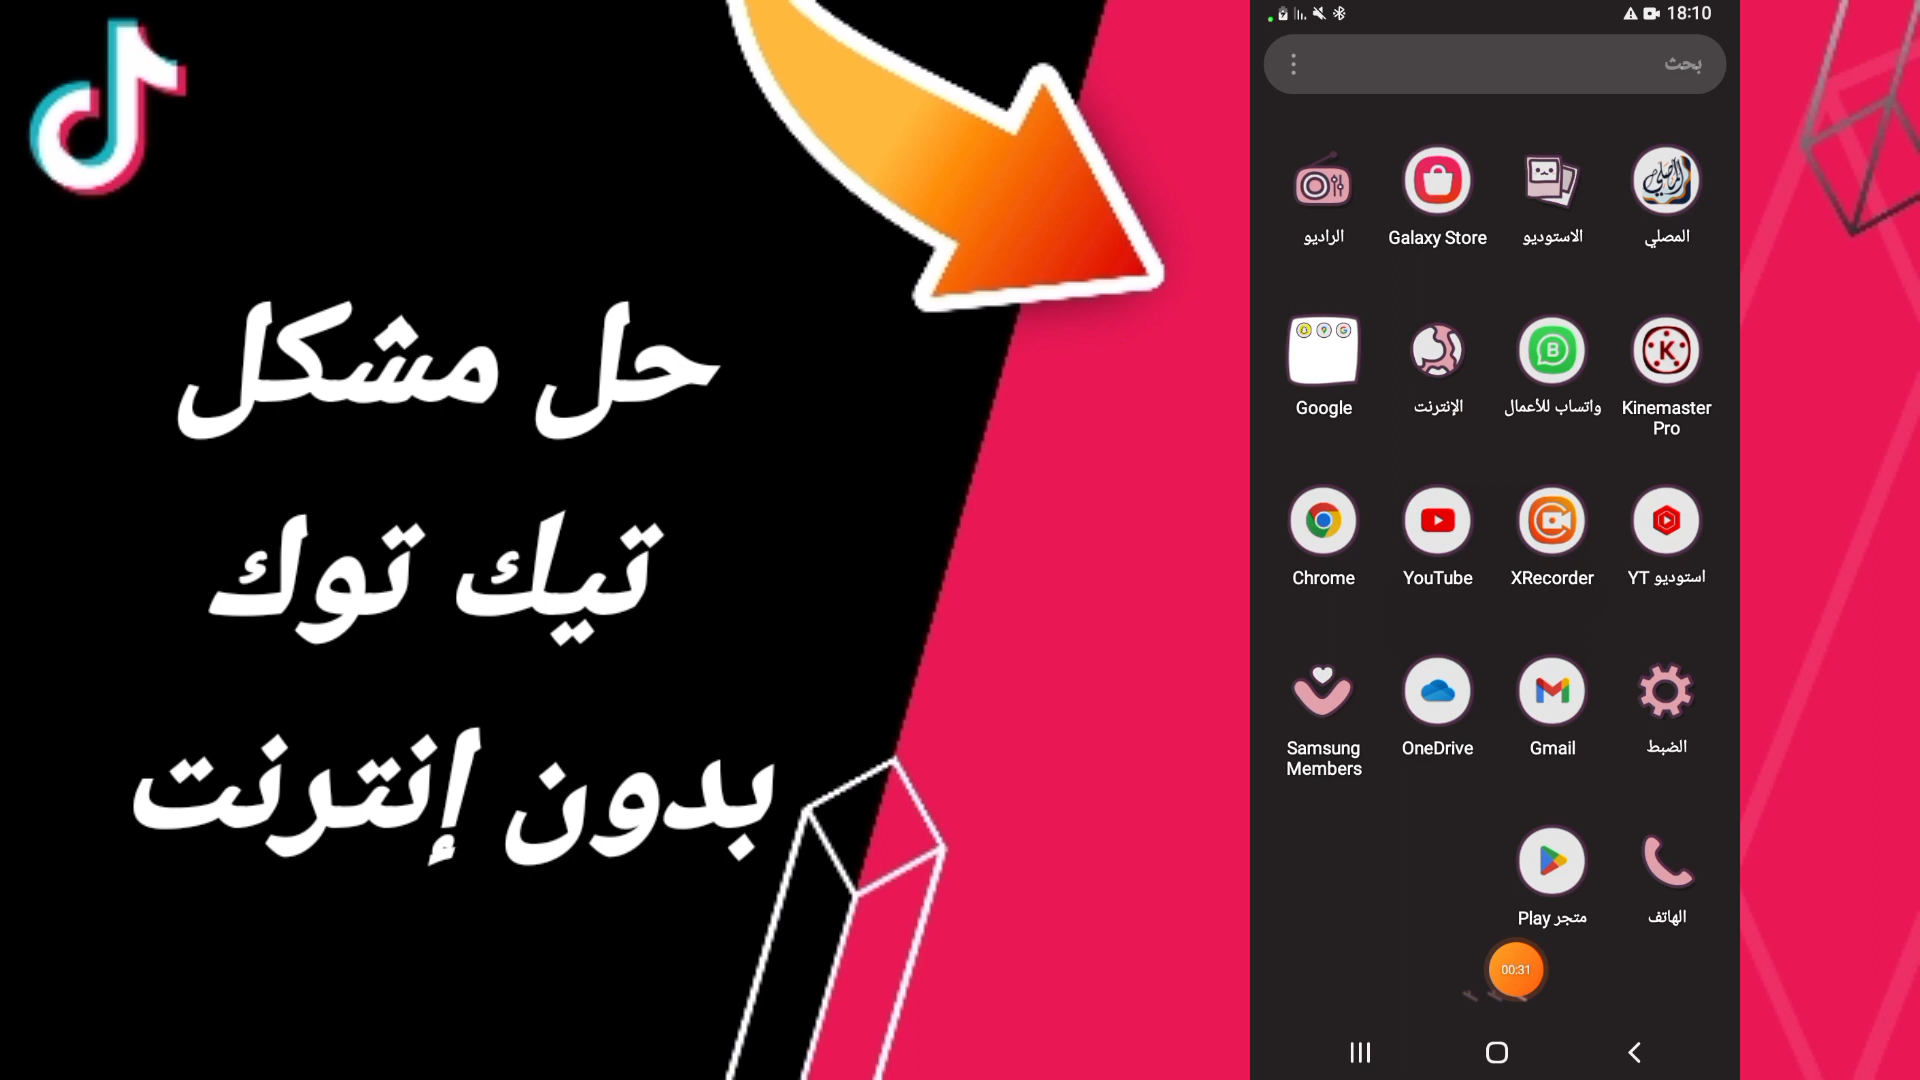 حل مشكل
تيك توك
بدون إنترنت
18:10
بحث
المصلي
الاستوديو
Galaxy Store
الراديو
Kinemaster
Pro
واتساب للأعمال
الإنترنت
Google
استوديو YT
XRecorder
YouTube
Chrome
الضبط
Gmail
OneDrive
Samsung
Members
الهاتف
متجر Play
00:31